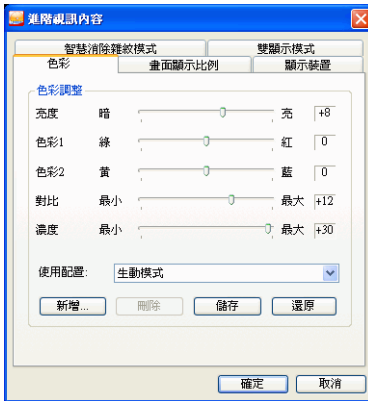 進階視訊內容
智慧消除雜紋模式 雙顯示模式
色彩 畫面顯示比例 顯示裝置
色彩調整
亮度 暗 亮 +8
色彩1 綠 紅 0
色彩2 黃 藍 0
對比 最小 最大 +12
濃度 最小 最大 +30
使用配置: 生動模式
新增... 刪除 儲存 還原
確定 取消